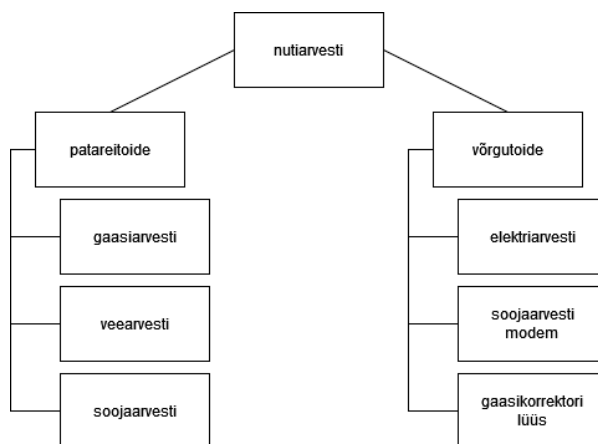 nutiarvesti
patareitoide
gaasiarvesti
veearvesti
soojaarvesti
võrgutoide
elektriarvesti
soojaarvesti
modem
gaasikorrektori
lüüs